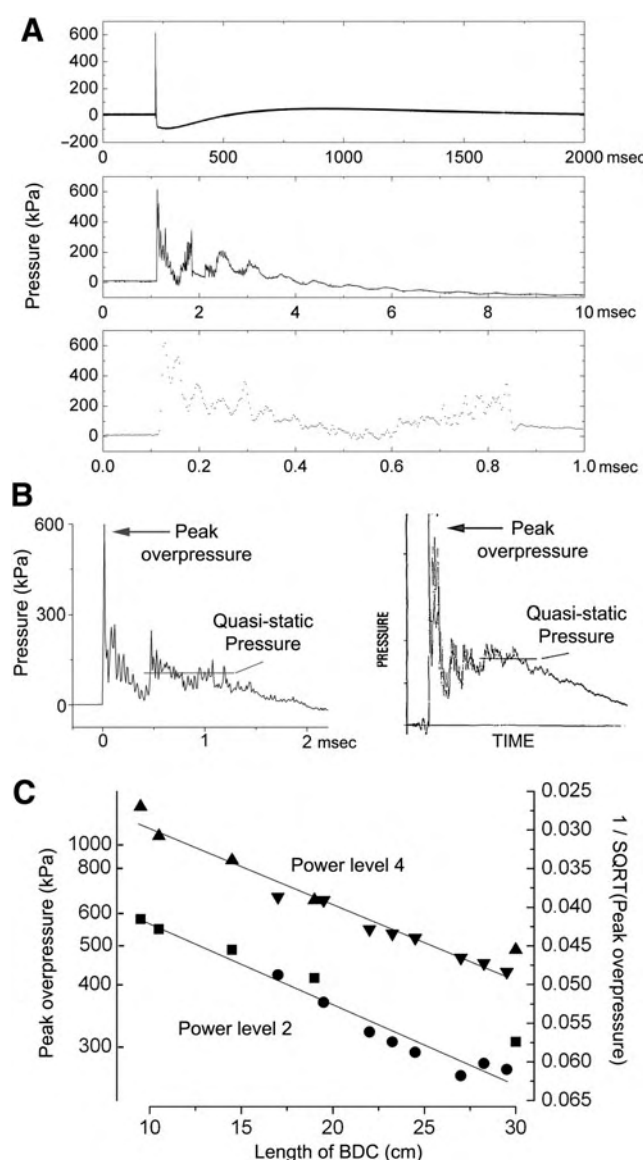 A
600
400
200
0
−200
0 500 1000 1500 2000 msec
Pressure (kPa)
600
400
200
0
0 2 4 6 8 10 msec
600
400
200
0
0.0 0.2 0.4 0.6 0.8 1.0 msec
B
600
300
0
Pressure (kPa)
Peak
overpressure
Quasi-static
Pressure
0 1 2 msec
PRESSURE
Peak
overpressure
Quasi-static
Pressure
TIME
C
Peak overpressure (kPa)
1000
800
600
500
400
300
Power level 4
Power level 2
0.025
0.030
0.035
0.040
0.045
0.050
0.055
0.060
0.065
1 / SQRT(Peak
overpressure)
10 15 20 25 30
Length of BDC (cm)